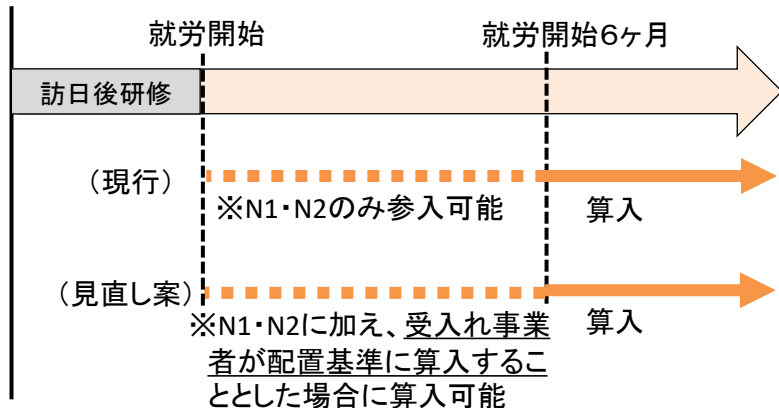 就労開始
就労開始6ヶ月
訪日後研修
（現行）
※N1・N2のみ参入可能
算入
（見直し案）
※N1・N2に加え、受入れ事業
者が配置基準に算入するこ
ととした場合に算入可能
算入